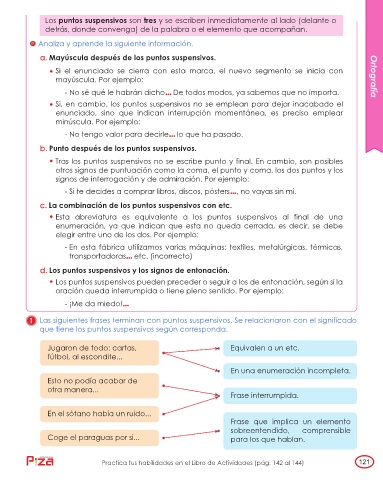 Los puntos suspensivos son tres y se escriben inmediatamente al lado (delante o
detrás, donde convenga) de la palabra o el elemento que acompañan.
Analiza y aprende la siguiente información.
a. Mayúscula después de los puntos suspensivos.
• Si el enunciado se cierra con esta marca, el nuevo segmento se inicia con
mayúscula. Por ejemplo:
- No sé qué le habrán dicho... De todos modos, ya sabemos que no importa.
• Si, en cambio, los puntos suspensivos no se emplean para dejar inacabado el
enunciado, sino que indican interrupción momentánea, es preciso emplear
minúscula. Por ejemplo:
- No tengo valor para decirle... lo que ha pasado.
b. Punto después de los puntos suspensivos.
• Tras los puntos suspensivos no se escribe punto y final. En cambio, son posibles
otros signos de puntuación como la coma, el punto y coma, los dos puntos y los
signos de interrogación y de admiración. Por ejemplo:
- Si te decides a comprar libros, discos, pósters..., no vayas sin mí.
c. La combinación de los puntos suspensivos con etc.
• Esta abreviatura es equivalente a los puntos suspensivos al final de una
enumeración, ya que indican que esta no queda cerrada, es decir, se debe
elegir entre uno de los dos. Por ejemplo:
- En esta fábrica utilizamos varias máquinas: textiles, metalúrgicas, térmicas,
transportadoras... etc. (incorrecto)
d. Los puntos suspensivos y los signos de entonación.
• Los puntos suspensivos pueden preceder o seguir a los de entonación, según si la
oración queda interrumpida o tiene pleno sentido. Por ejemplo:
- ¡Me da miedo!...
Ortografía
1 Las siguientes frases terminan con puntos suspensivos. Se relacionaron con el significado
que tiene los puntos suspensivos según corresponda.
Jugaron de todo: cartas,
fútbol, al escondite...
Esto no podía acabar de
otra manera...
En el sótano había un ruido...
Coge el paraguas por si...
Equivalen a un etc.
En una enumeración incompleta.
Frase interrumpida.
Frase que implica un elemento
sobreentendido, comprensible
para los que hablan.
Practica tus habilidades en el Libro de Actividades (pág. 142 al 144)
121